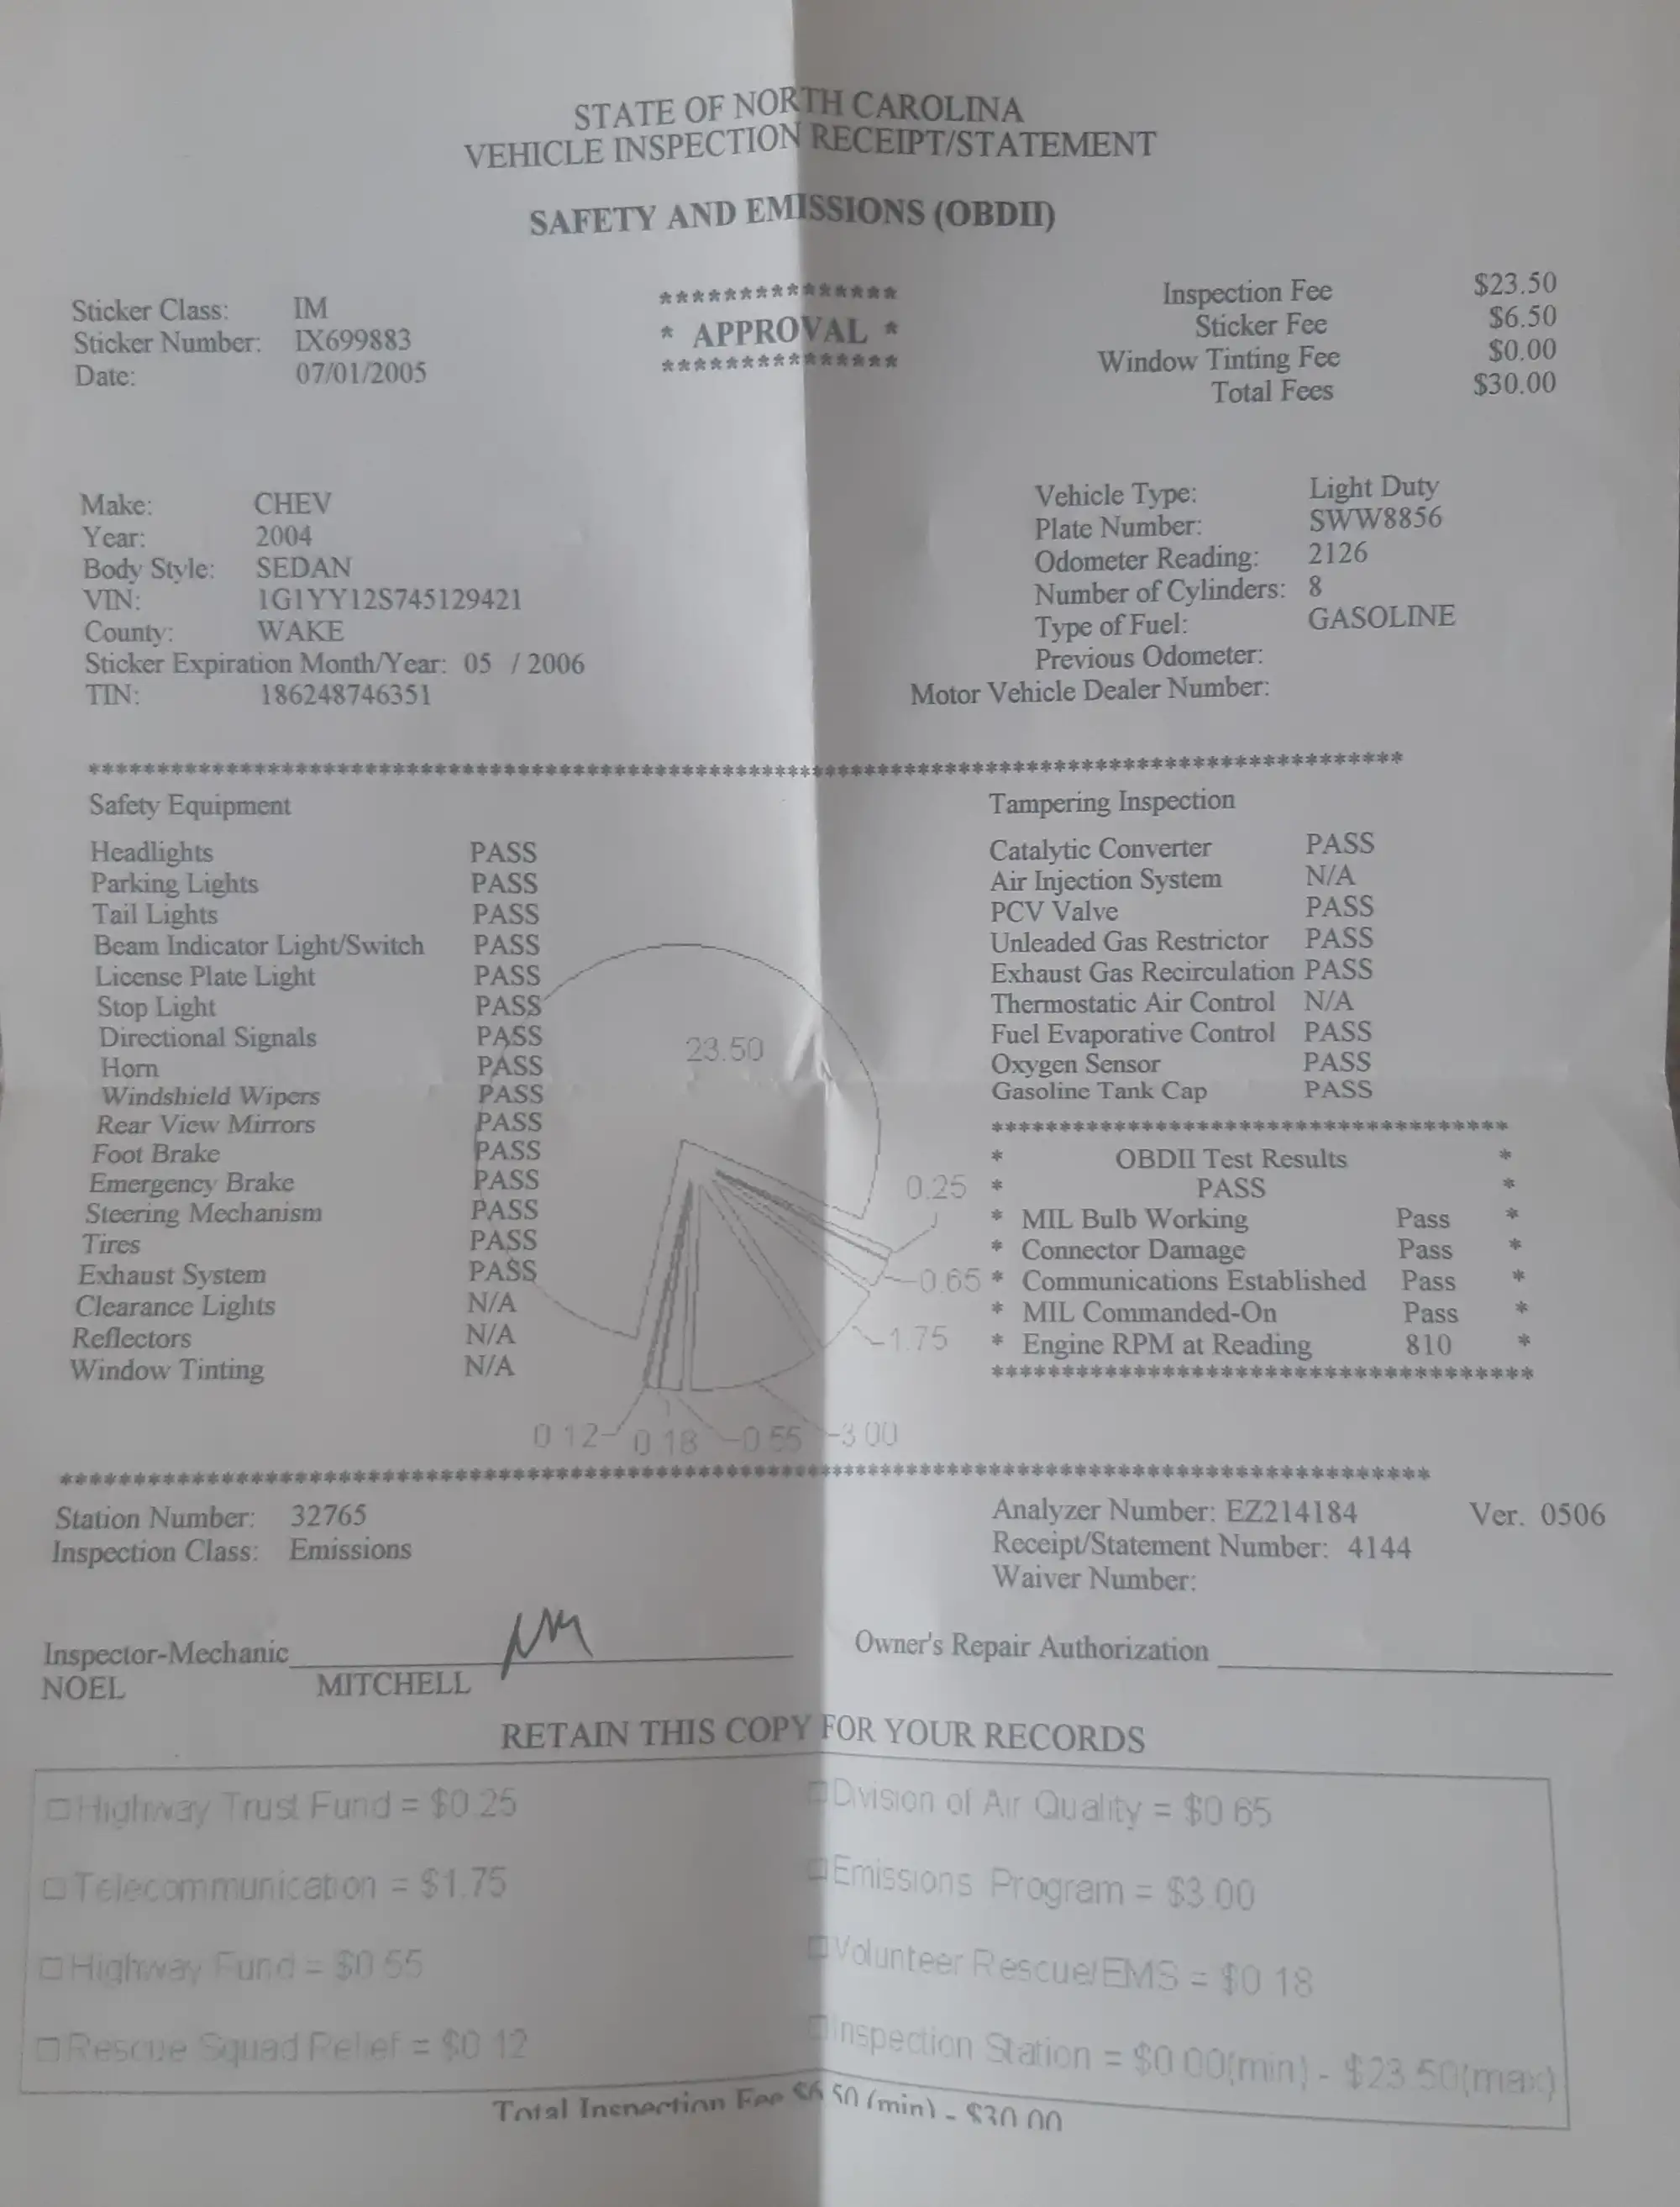 STATE OF NORTH CAROLINA
VEHICLE INSPECTION RECEIPT/STATEMENT
SAFETY AND EMISSIONS (OBDII)
Sticker Class: IM
Sticker Number: IX699883
Date: 07/01/2005
***************
* APPROVAL *
***************
Inspection Fee $23.50
Sticker Fee $6.50
Window Tinting Fee $0.00
Total Fees $30.00
Make: CHEV
Year: 2004
Body Style: SEDAN
VIN: 1G1YY12S745129421
County: WAKE
Sticker Expiration Month/Year: 05 / 2006
TIN: 186248746351
Vehicle Type: Light Duty
Plate Number: SWW8856
Odometer Reading: 2126
Number of Cylinders: 8
Type of Fuel: GASOLINE
Previous Odometer:
Motor Vehicle Dealer Number:
Safety Equipment
Headlights PASS
Parking Lights PASS
Tail Lights PASS
Beam Indicator Light/Switch PASS
License Plate Light PASS
Stop Light PASS
Directional Signals PASS
Horn PASS
Windshield Wipers PASS
Rear View Mirrors PASS
Foot Brake PASS
Emergency Brake PASS
Steering Mechanism PASS
Tires PASS
Exhaust System PASS
Clearance Lights N/A
Reflectors N/A
Window Tinting N/A
23.50
0.25
0.65
1.75
3.00
0.55
0.18
0.12
Tampering Inspection
Catalytic Converter PASS
Air Injection System N/A
PCV Valve PASS
Unleaded Gas Restrictor PASS
Exhaust Gas Recirculation PASS
Thermostatic Air Control N/A
Fuel Evaporative Control PASS
Oxygen Sensor PASS
Gasoline Tank Cap PASS
* OBDII Test Results *
* PASS *
* MIL Bulb Working Pass *
* Connector Damage Pass *
* Communications Established Pass *
* MIL Commanded-On Pass *
* Engine RPM at Reading 810 *
Station Number: 32765
Inspection Class: Emissions
Analyzer Number: EZ214184 Ver. 0506
Receipt/Statement Number: 4144
Waiver Number:
Inspector-Mechanic
NOEL MITCHELL
Owner's Repair Authorization
RETAIN THIS COPY FOR YOUR RECORDS
Highway Trust Fund = $0.25
Division of Air Quality = $0.65
Telecommunication = $1.75
Emissions Program = $3.00
Highway Fund = $0.55
Volunteer Rescue/EMS = $0.18
Rescue Squad Relief = $0.12
Inspection Station = $0.00(min) - $23.50(max)
Total Inspection Fee $6.50 (min) - $30.00